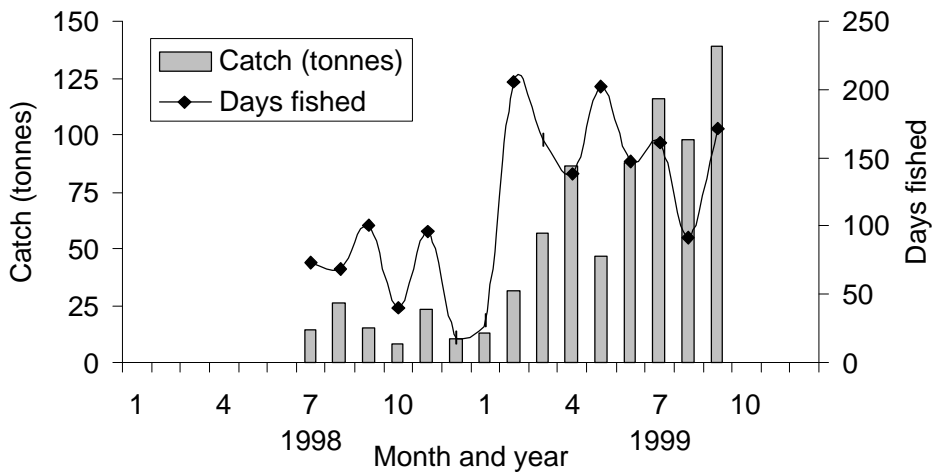 150
125
100
75
50
25
0
Catch (tonnes)
Catch (tonnes)
Days fished
250
200
150
100
50
0
Days fished
1 4 7 10 1 4 7 10
1998 1999
Month and year